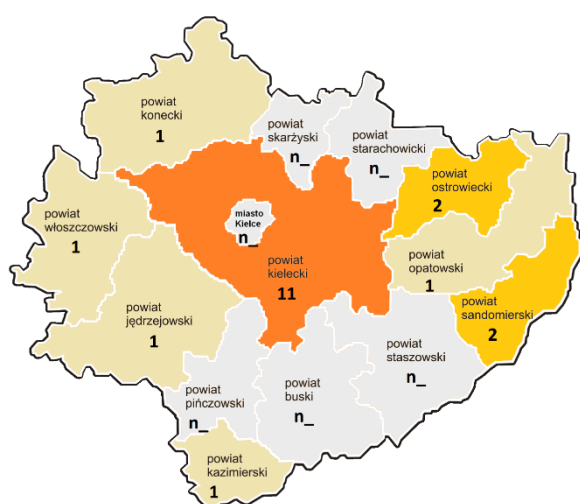 powiat
konecki
1
powiat
skarżyski
n_
powiat
starachowicki
n_
powiat
ostrowiecki
2
powiat
włoszczowski
1
miasto
Kielce
n_
powiat
kielecki
11
powiat
opatowski
1
powiat
sandomierski
2
powiat
jędrzejowski
1
powiat
staszowski
n_
powiat
pińczowski
n_
powiat
buski
n_
powiat
kazimierski
1